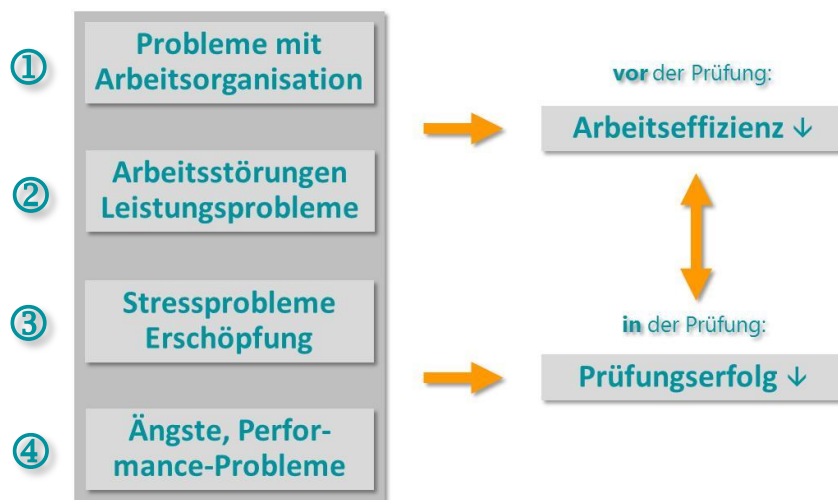 ①
Probleme mit
Arbeitsorganisation
②
Arbeitsstörungen
Leistungsprobleme
③
Stressprobleme
Erschöpfung
④
Ängste, Perfor-
mance-Probleme
vor der Prüfung:
Arbeitseffizienz ↓
in der Prüfung:
Prüfungserfolg ↓